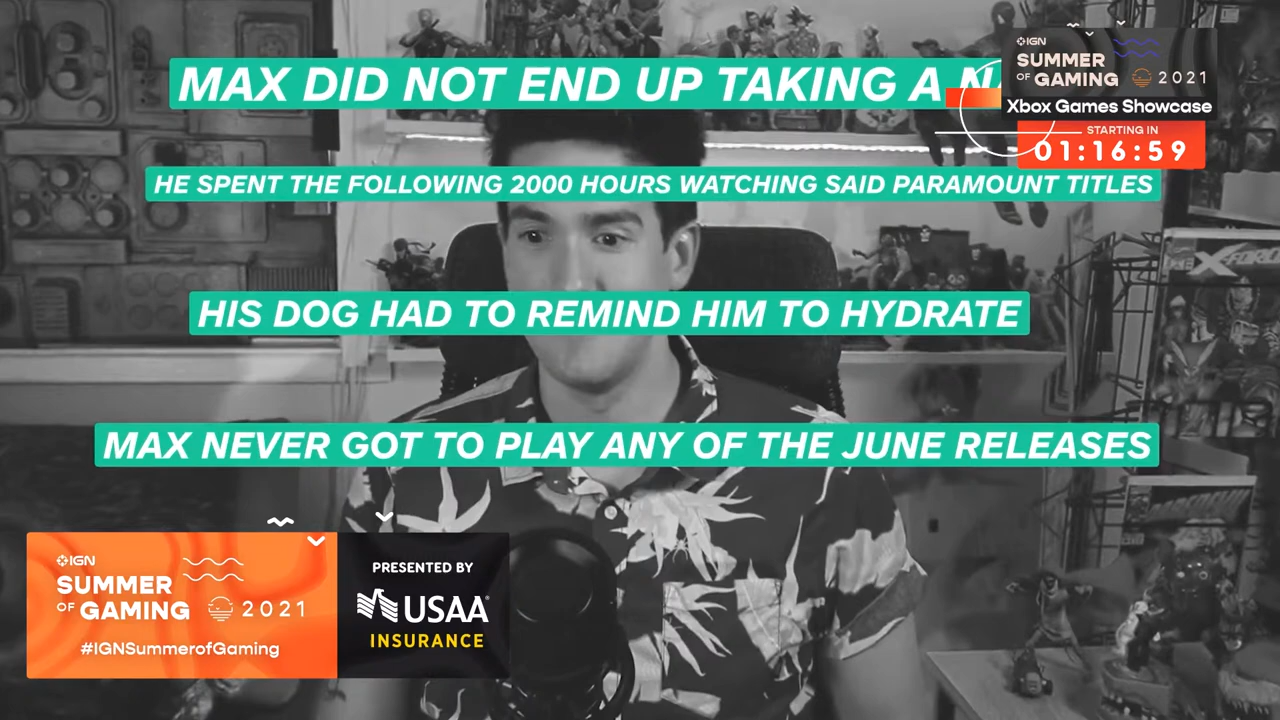 MAX DID NOT END UP TAKING A
IGN
SUMMER
OF GAMING 2021
Xbox Games Showcase
STARTING IN
01:16:59
HE SPENT THE FOLLOWING 2000 HOURS WATCHING SAID PARAMOUNT TITLES
X-FORCE
HIS DOG HAD TO REMIND HIM TO HYDRATE
MAX NEVER GOT TO PLAY ANY OF THE JUNE RELEASES
IGN
SUMMER
OF GAMING 2021
#IGNSummerofGaming
PRESENTED BY
USAA®
INSURANCE